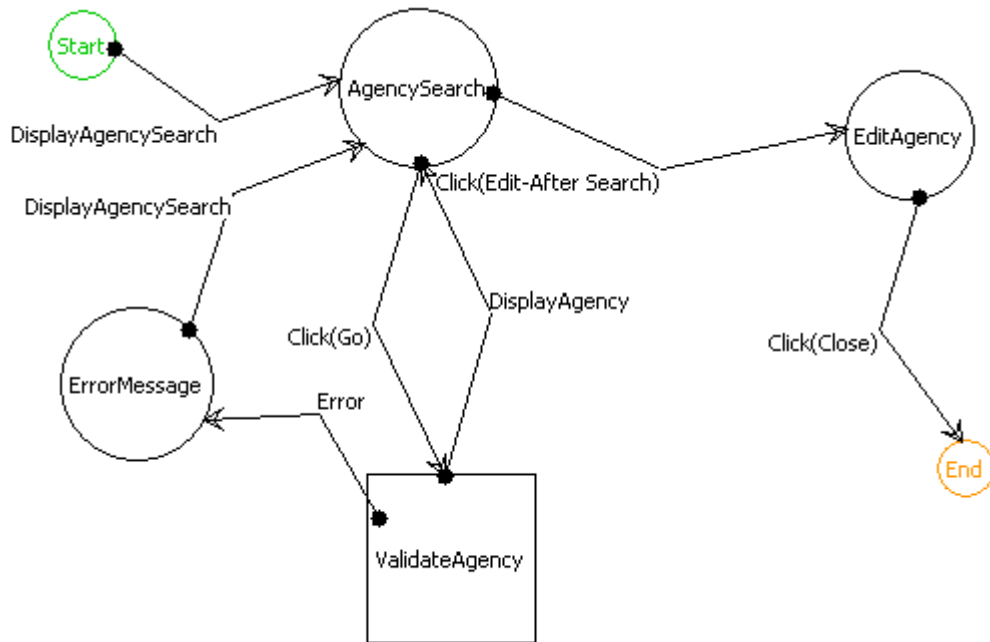 Start
AgencySearch
DisplayAgencySearch
EditAgency
Click(Edit-After Search)
DisplayAgencySearch
DisplayAgency
Click(Go)
Click(Close)
ErrorMessage
Error
End
ValidateAgency